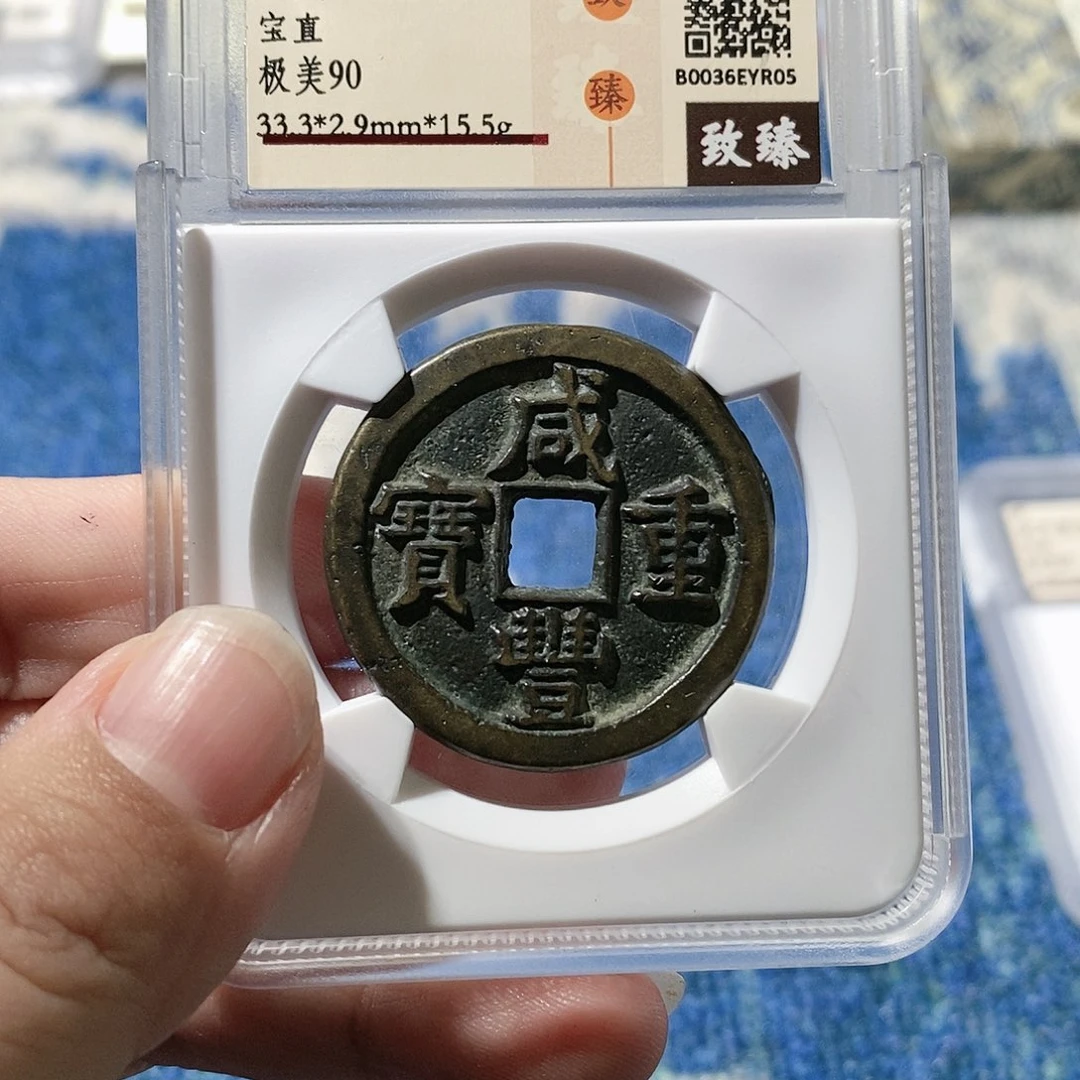 宝直
极美90
33.3*2.9mm*15.5g
臻
B0036EYR05
致臻
咸
豐
重
寶